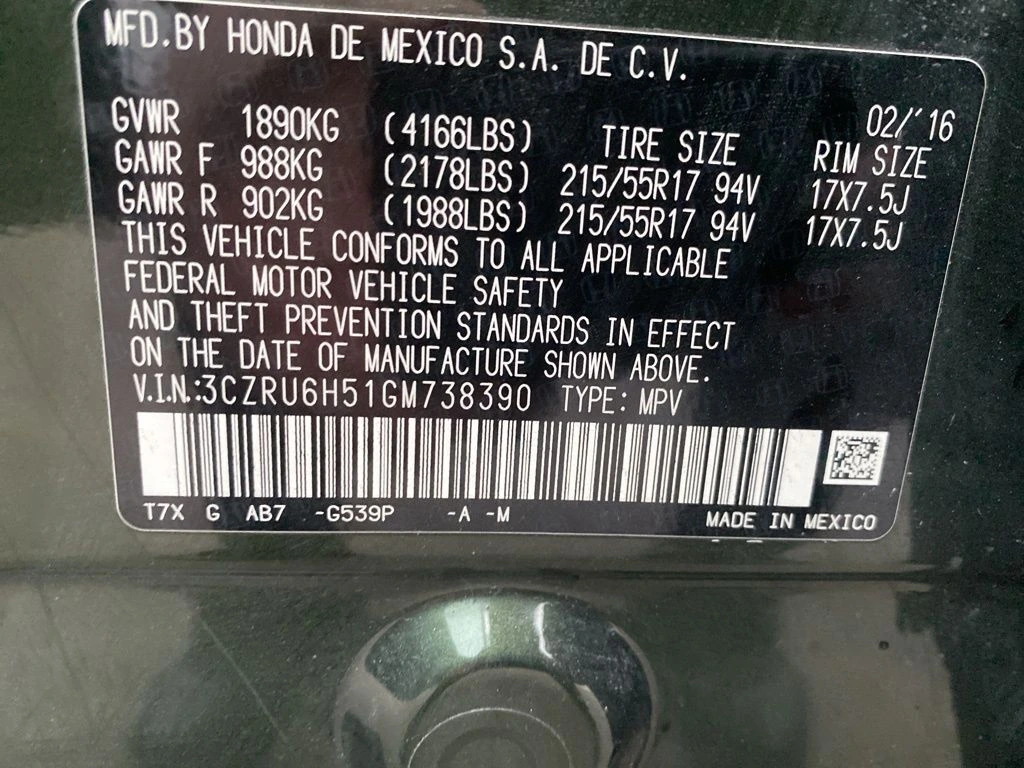 MFD.BY HONDA DE MEXICO S.A. DE C.V.
02/'16
GVWR 1890KG (4166LBS) TIRE SIZE RIM SIZE
GAWR F 988KG (2178LBS) 215/55R17 94V 17X7.5J
GAWR R 902KG (1988LBS) 215/55R17 94V 17X7.5J
THIS VEHICLE CONFORMS TO ALL APPLICABLE
FEDERAL MOTOR VEHICLE SAFETY
AND THEFT PREVENTION STANDARDS IN EFFECT
ON THE DATE OF MANUFACTURE SHOWN ABOVE.
V.I.N.:3CZRU6H51GM738390 TYPE: MPV
T7X G AB7 -G539P -A -M MADE IN MEXICO